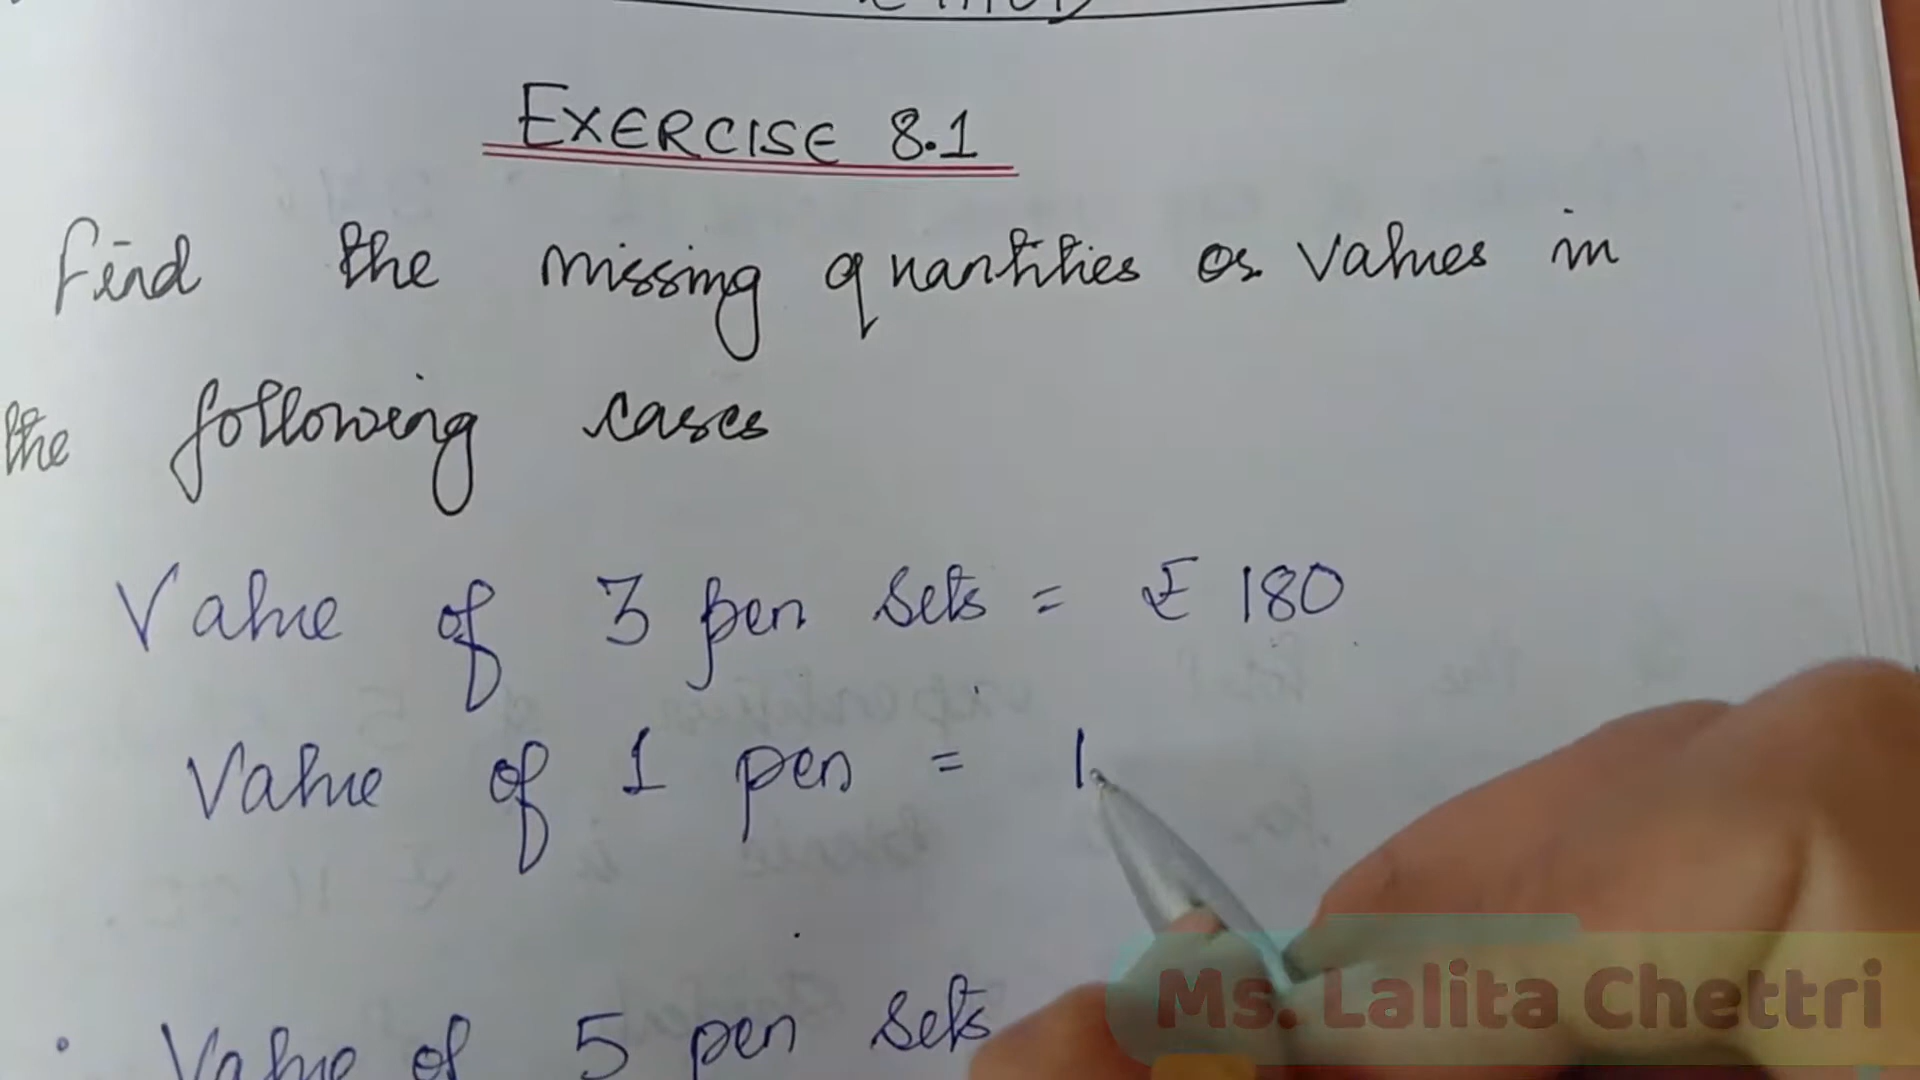 EXERCISE 8.1
Find the missing quantities or values in
the following cases
Value of 3 pen sets = ₹ 180
Value of 1 pen = 1
Value of 5 pen sets
Ms. Lalita Chettri